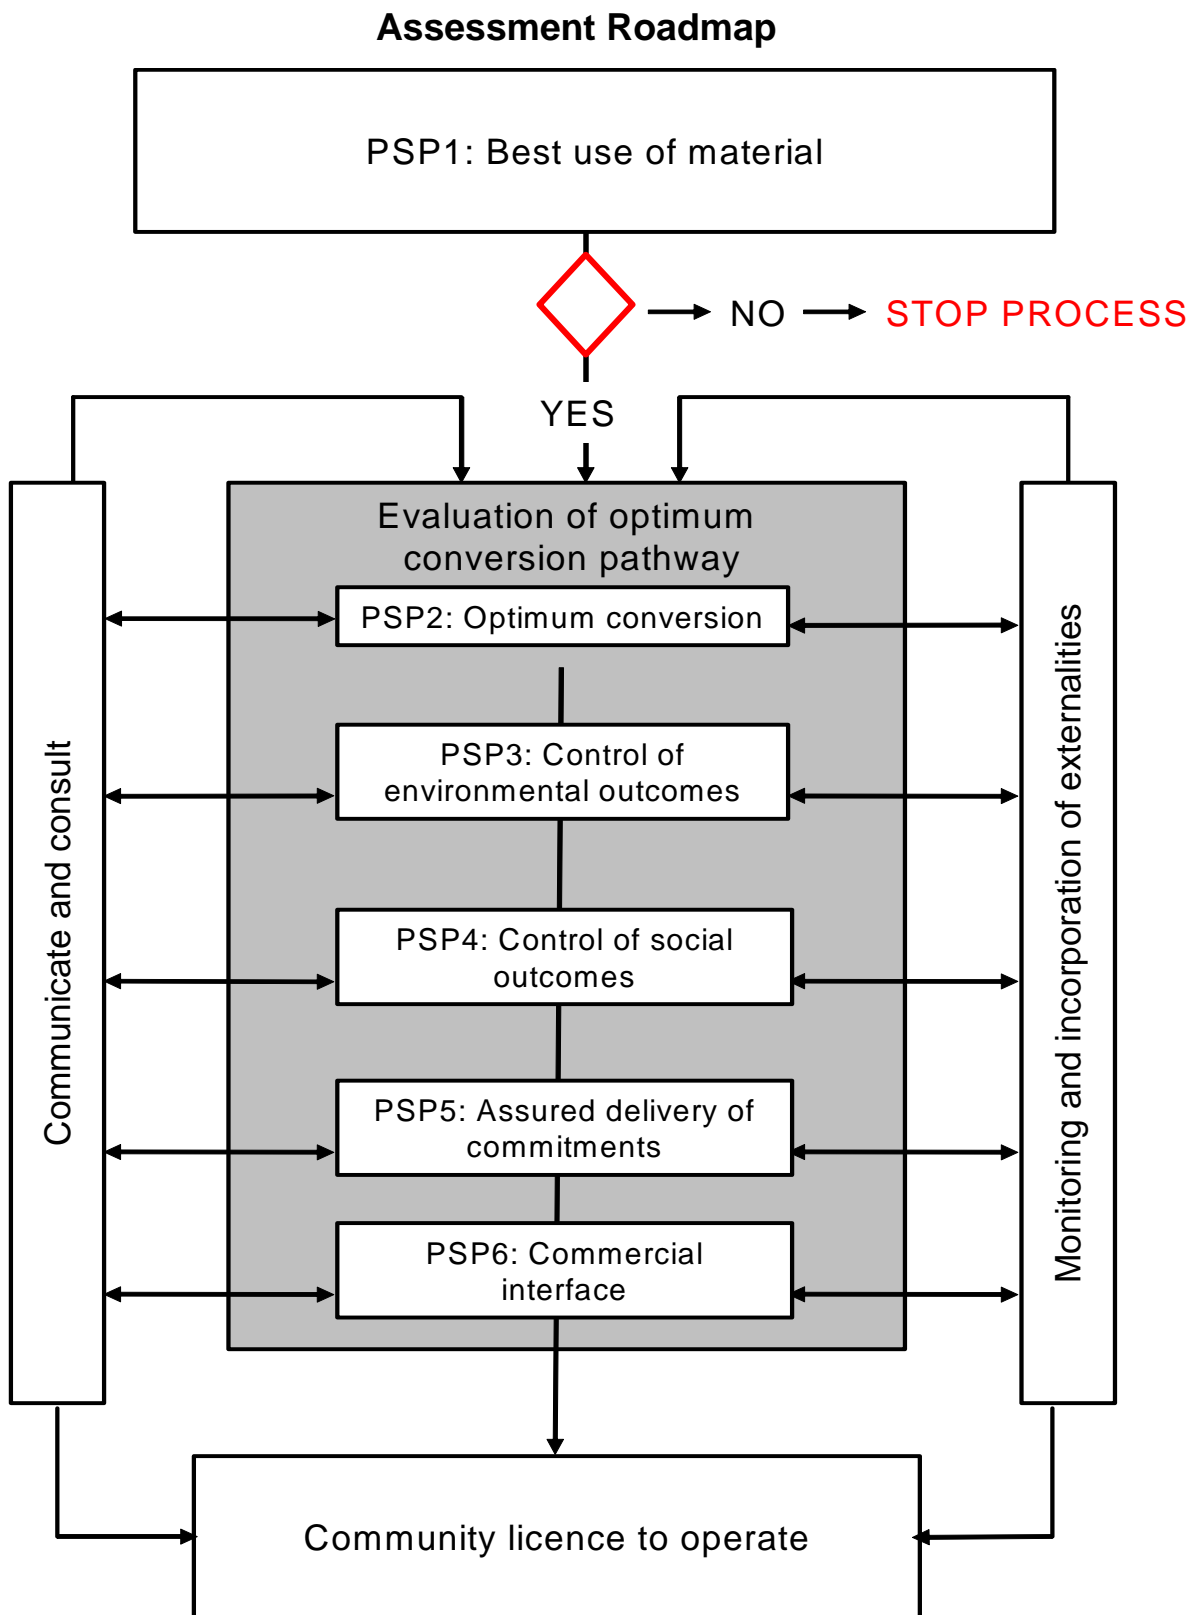 Assessment Roadmap
PSP1: Best use of material
NO
STOP PROCESS
YES
Evaluation of optimum
conversion pathway
PSP2: Optimum conversion
PSP3: Control of
environmental outcomes
PSP4: Control of social
outcomes
PSP5: Assured delivery of
commitments
PSP6: Commercial
interface
Communicate and consult
Monitoring and incorporation of externalities
Community licence to operate